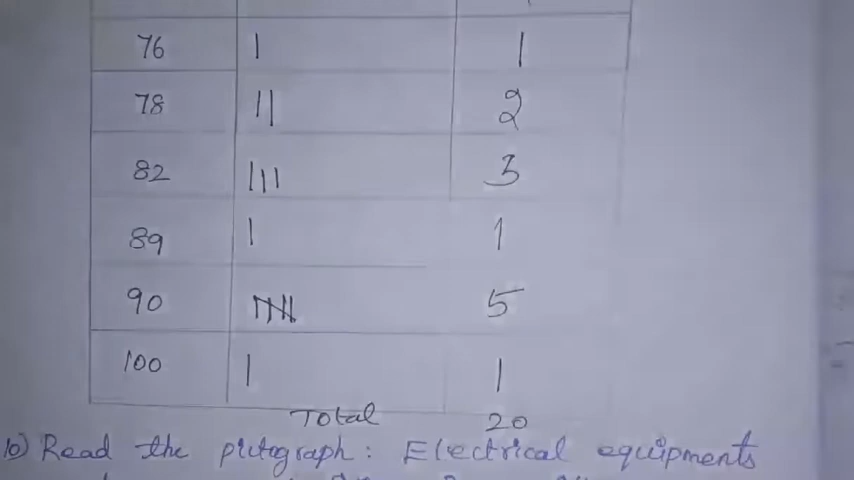 76 | 1
78 || 2
82 ||| 3
89 | 1
90 𝍸 5
100 | 1
Total 20
10) Read the pictograph: Electrical equipments